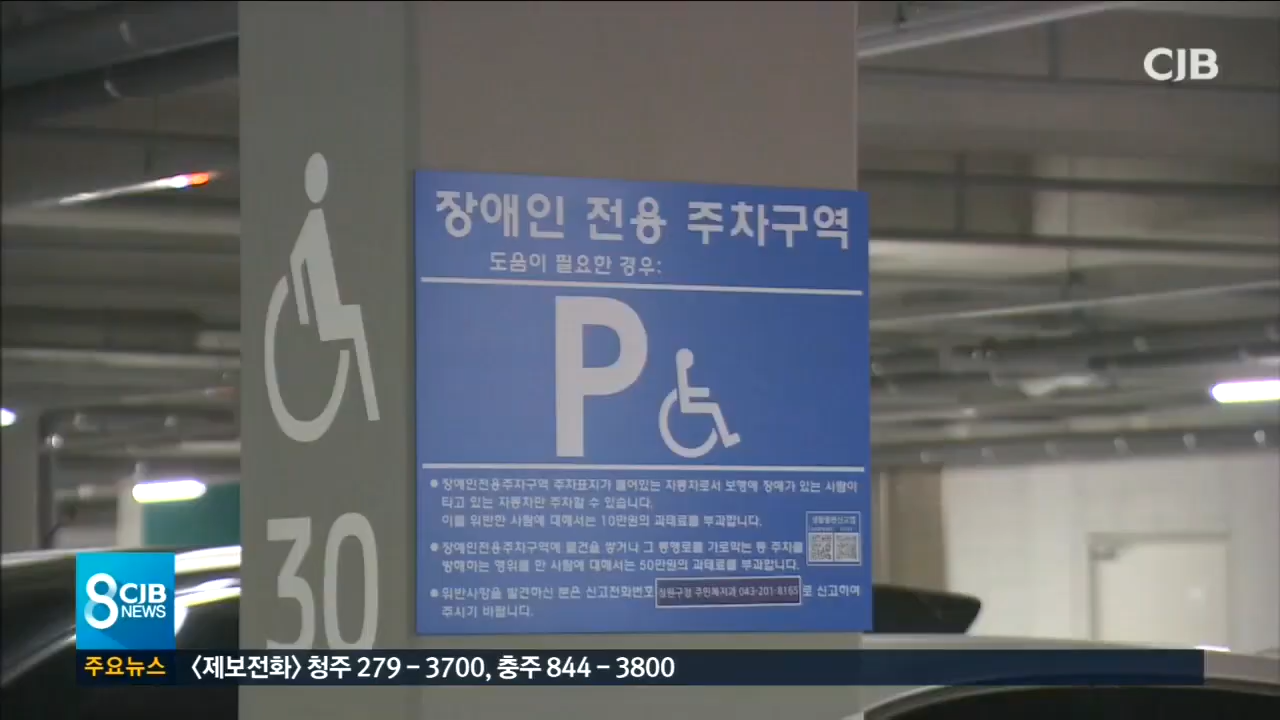 CJB
장애인 전용 주차구역
도움이 필요한 경우:
P
● 장애인전용주차구역 주차표지가 붙어있는 자동차로서 보행에 장애가 있는 사람이
타고 있는 자동차만 주차할 수 있습니다.
이를 위반한 사람에 대해서는 10만원의 과태료를 부과합니다.
● 장애인전용주차구역에 물건을 쌓거나 그 통행로를 가로막는 등 주차를
방해하는 행위를 한 사람에 대해서는 50만원의 과태료를 부과합니다.
● 위반사항을 발견하신 분은 신고전화번호 043-201-8165로 신고하여
주시기 바랍니다.
30
8 CJB
NEWS
주요뉴스 〈제보전화〉 청주 279 – 3700, 충주 844 – 3800